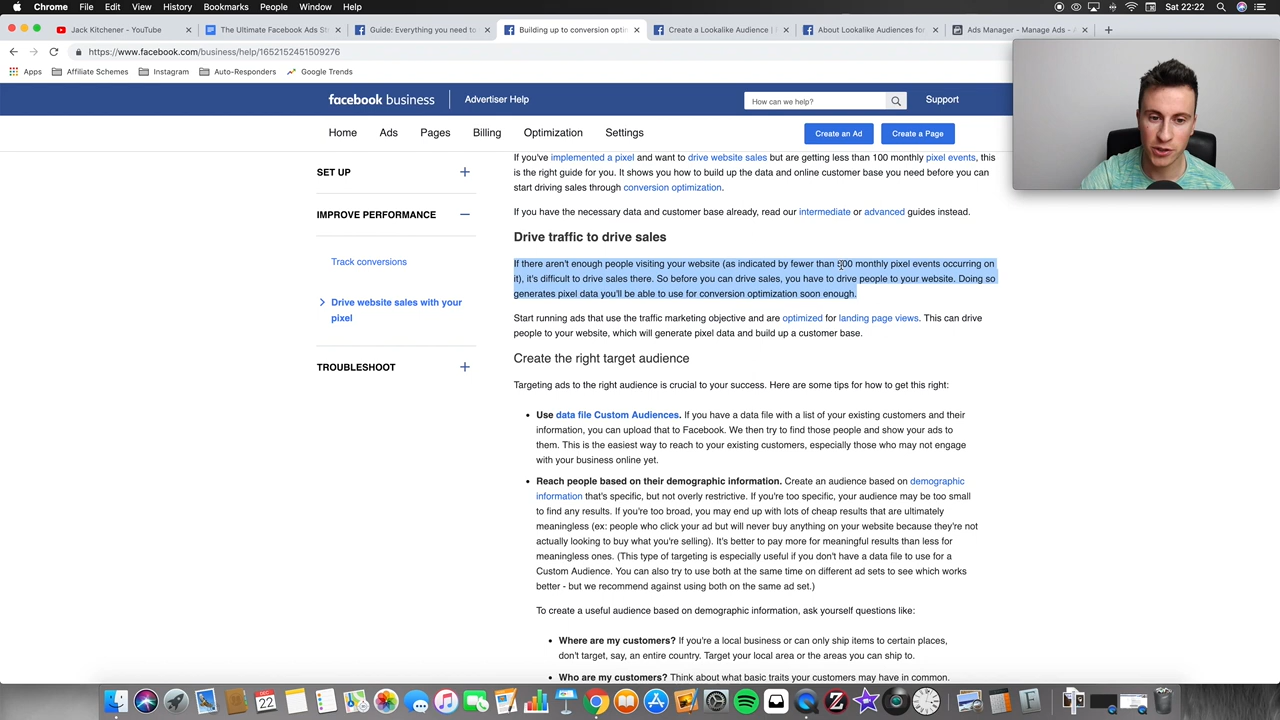 Chrome File Edit View History Bookmarks People Window Help
Sat 22:22
Jack Kitchener - YouTube
The Ultimate Facebook Ads St
Guide: Everything you need to
Building up to conversion opti
Create a Lookalike Audience |
About Lookalike Audiences for
Ads Manager - Manage Ads - A
https://www.facebook.com/business/help/1652152451509276
Apps Affiliate Schemes Instagram Auto-Responders Google Trends
facebook business Advertiser Help
How can we help?
Support
Home Ads Pages Billing Optimization Settings
Create an Ad Create a Page
SET UP
IMPROVE PERFORMANCE
Track conversions
Drive website sales with your
pixel
TROUBLESHOOT
If you've implemented a pixel and want to drive website sales but are getting less than 100 monthly pixel events, this
is the right guide for you. It shows you how to build up the data and online customer base you need before you can
start driving sales through conversion optimization.
If you have the necessary data and customer base already, read our intermediate or advanced guides instead.
Drive traffic to drive sales
If there aren't enough people visiting your website (as indicated by fewer than monthly pixel events occurring on
it), it's difficult to drive sales there. So before you can drive sales, you have to drive people to your website. Doing so
generates pixel data you'll be able to use for conversion optimization soon enough.
Start running ads that use the traffic marketing objective and are optimized for landing page views. This can drive
people to your website, which will generate pixel data and build up a customer base.
Create the right target audience
Targeting ads to the right audience is crucial to your success. Here are some tips for how to get this right:
• Use data file Custom Audiences. If you have a data file with a list of your existing customers and their
information, you can upload that to Facebook. We then try to find those people and show your ads to
them. This is the easiest way to reach to your existing customers, especially those who may not engage
with your business online yet.
• Reach people based on their demographic information. Create an audience based on demographic
information that's specific, but not overly restrictive. If you're too specific, your audience may be too small
to find any results. If you're too broad, you may end up with lots of cheap results that are ultimately
meaningless (ex: people who click your ad but will never buy anything on your website because they're not
actually looking to buy what you're selling). It's better to pay more for meaningful results than less for
meaningless ones. (This type of targeting is especially useful if you don't have a data file to use for a
Custom Audience. You can also try to use both at the same time on different ad sets to see which works
better - but we recommend against using both on the same ad set.)
To create a useful audience based on demographic information, ask yourself questions like:
• Where are my customers? If you're a local business or can only ship items to certain places,
don't target, say, an entire country. Target your local area or the areas you can ship to.
• Who are my customers? Think about what basic traits your customers may have in common.